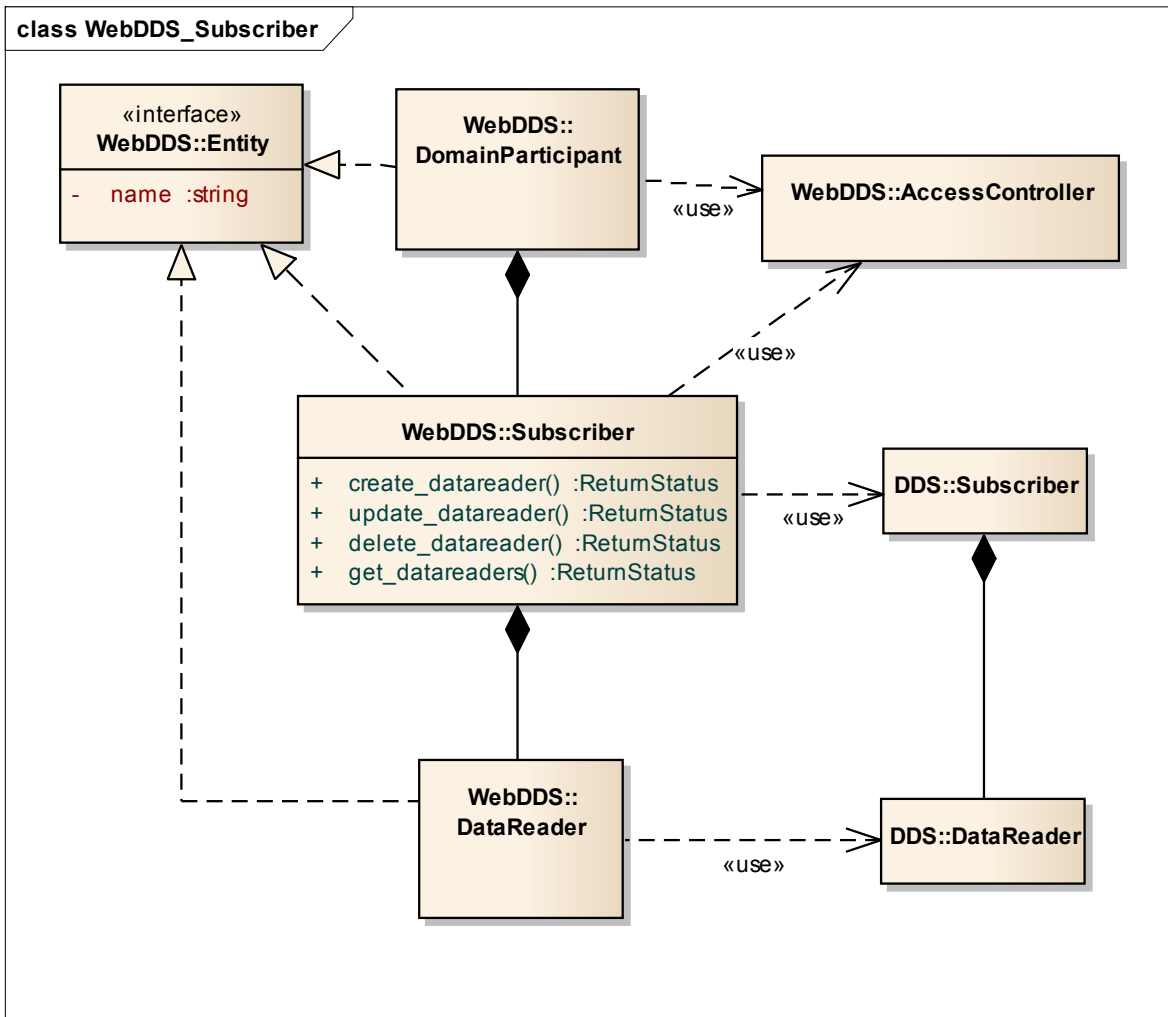 class WebDDS_Subscriber
«interface»
WebDDS::Entity
- name :string
WebDDS::
DomainParticipant
WebDDS::AccessController
«use»
«use»
WebDDS::Subscriber
+ create_datareader() :ReturnStatus
+ update_datareader() :ReturnStatus
+ delete_datareader() :ReturnStatus
+ get_datareaders() :ReturnStatus
DDS::Subscriber
«use»
WebDDS::
DataReader
DDS::DataReader
«use»